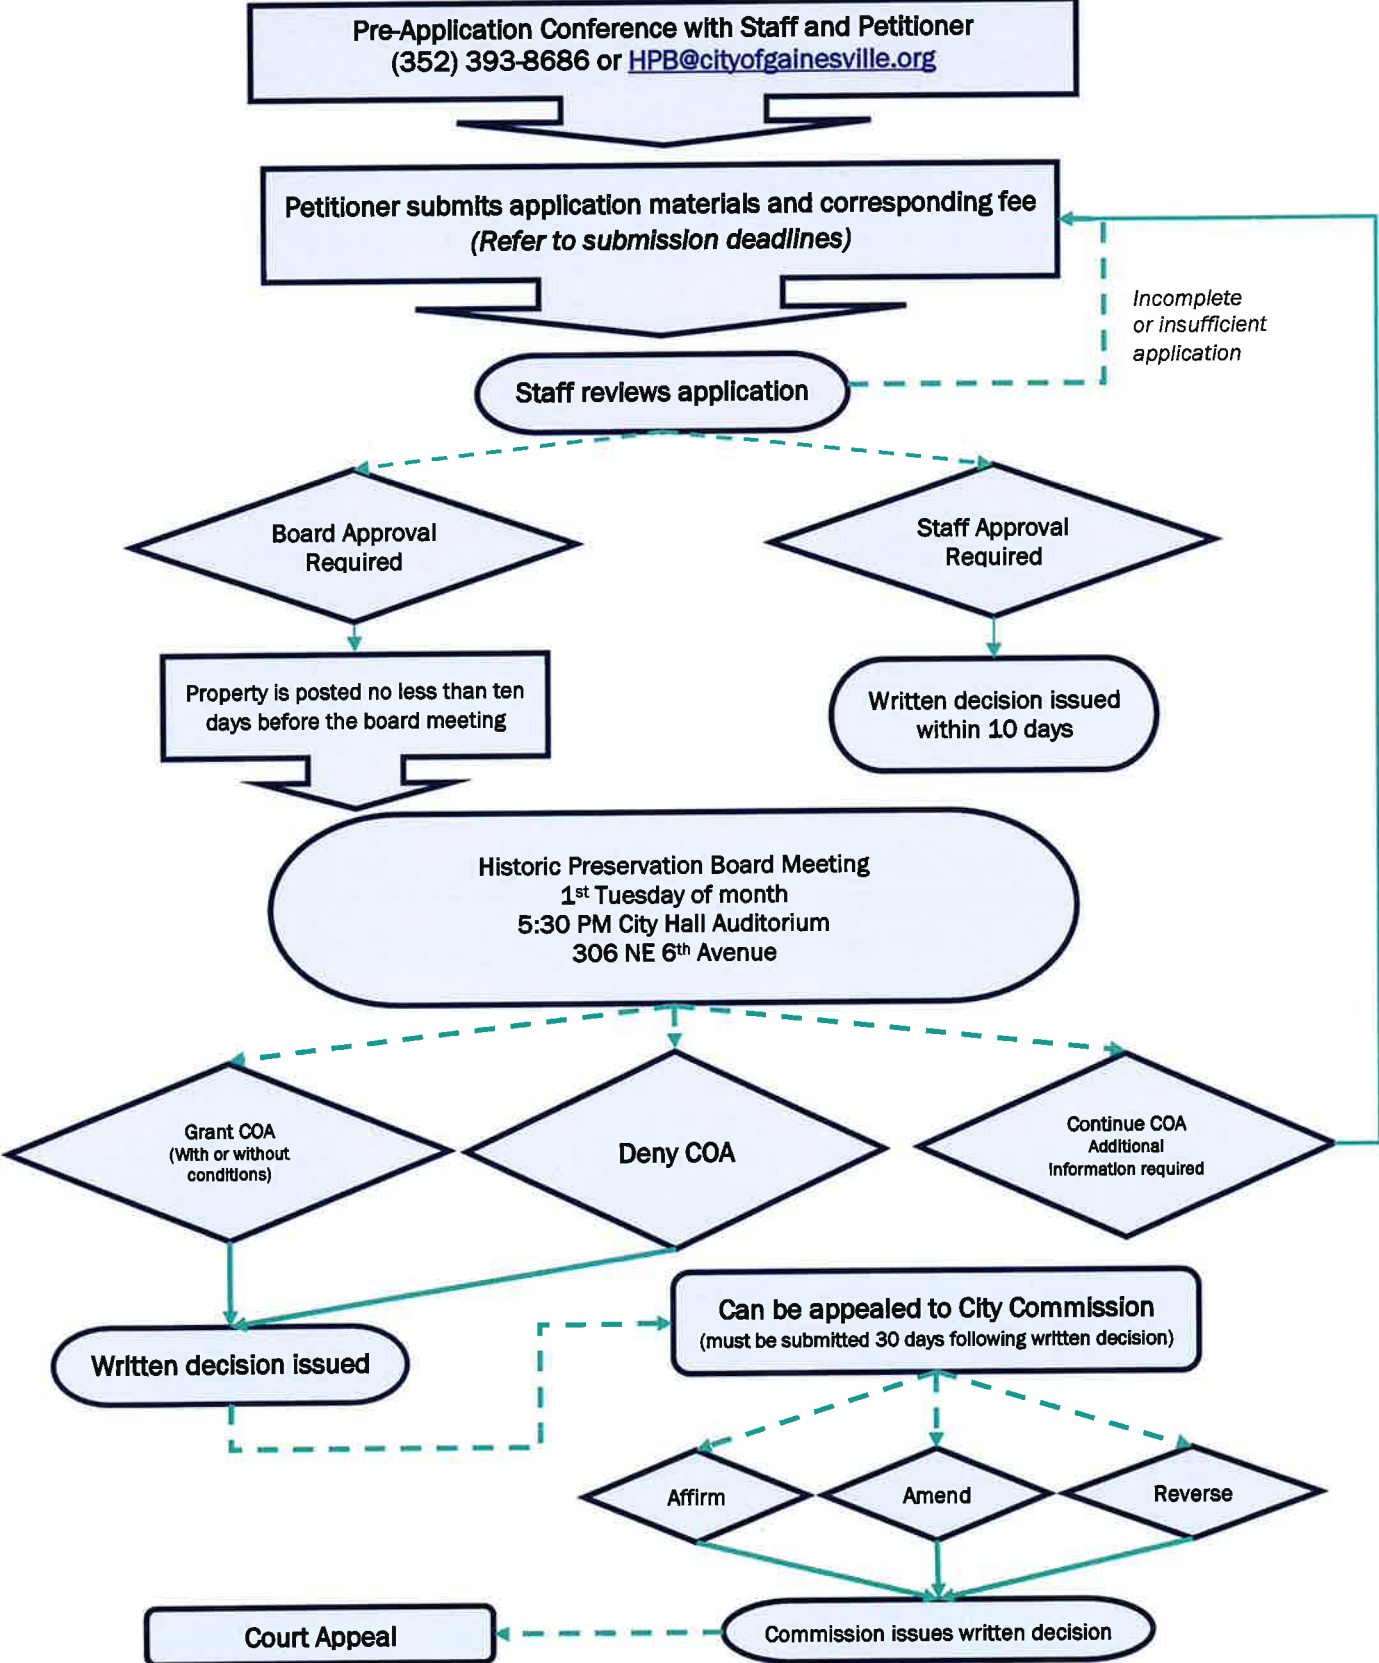 Pre-Application Conference with Staff and Petitioner
(352) 393-8686 or HPB@cityofgainesville.org
Petitioner submits application materials and corresponding fee
(Refer to submission deadlines)
Incomplete
or insufficient
application
Staff reviews application
Board Approval
Required
Staff Approval
Required
Property is posted no less than ten
days before the board meeting
Written decision issued
within 10 days
Historic Preservation Board Meeting
1st Tuesday of month
5:30 PM City Hall Auditorium
306 NE 6th Avenue
Grant COA
(With or without
conditions)
Deny COA
Continue COA
Additional
Information required
Can be appealed to City Commission
(must be submitted 30 days following written decision)
Written decision issued
Affirm
Amend
Reverse
Court Appeal
Commission issues written decision